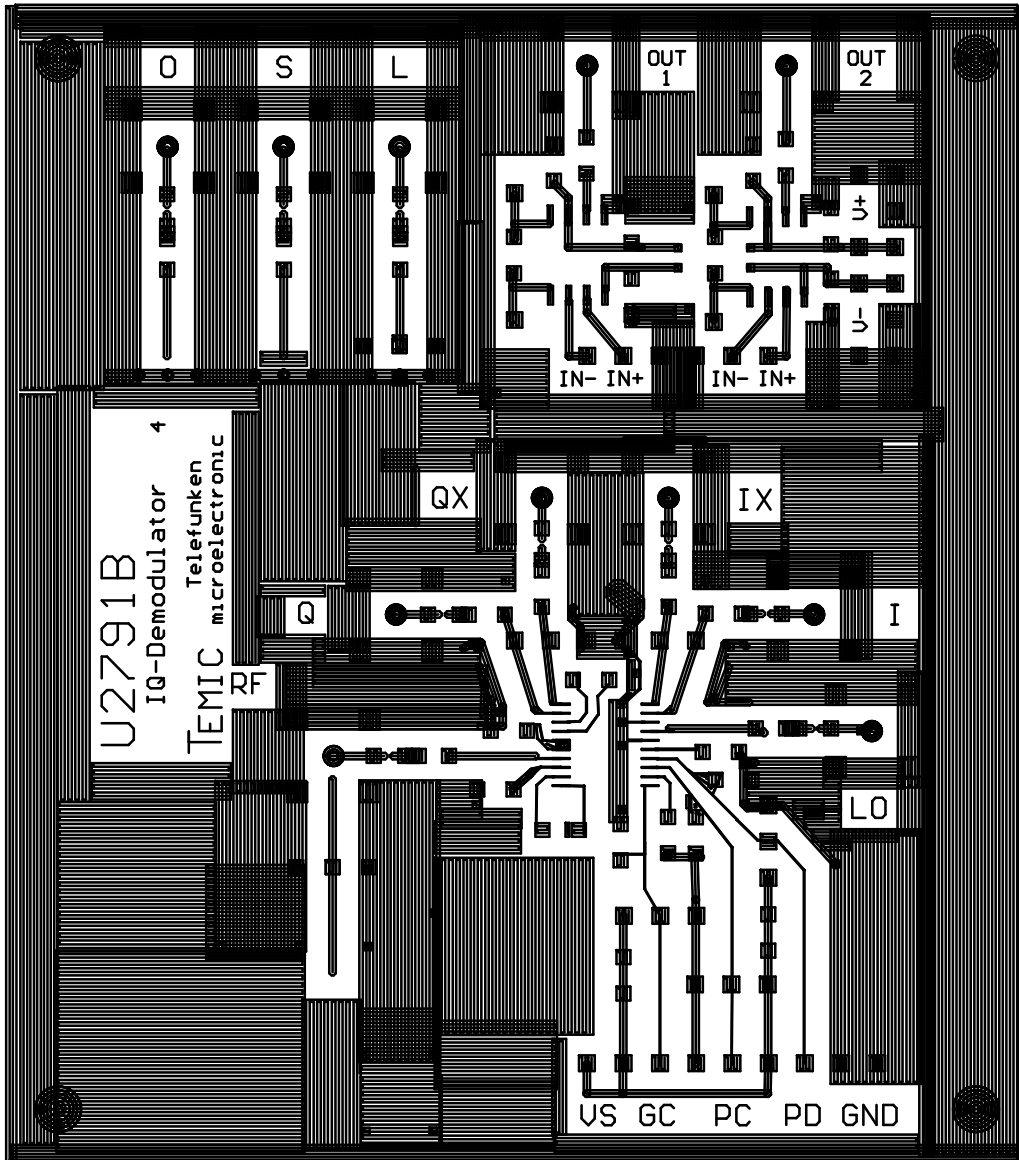 O S L
OUT
1
OUT
2
V+
V-
IN- IN+ IN- IN+
QX
IX
Q
I
U2791B
IQ-Demodulator 4
TEMIC
Telefunken
microelectronic
RF
LO
VS GC PC PD GND